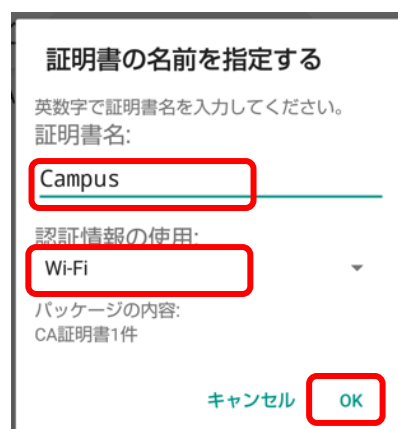 証明書の名前を指定する
英数字で証明書名を入力してください。
証明書名:
Campus
認証情報の使用:
Wi-Fi
パッケージの内容:
CA証明書1件
キャンセル OK